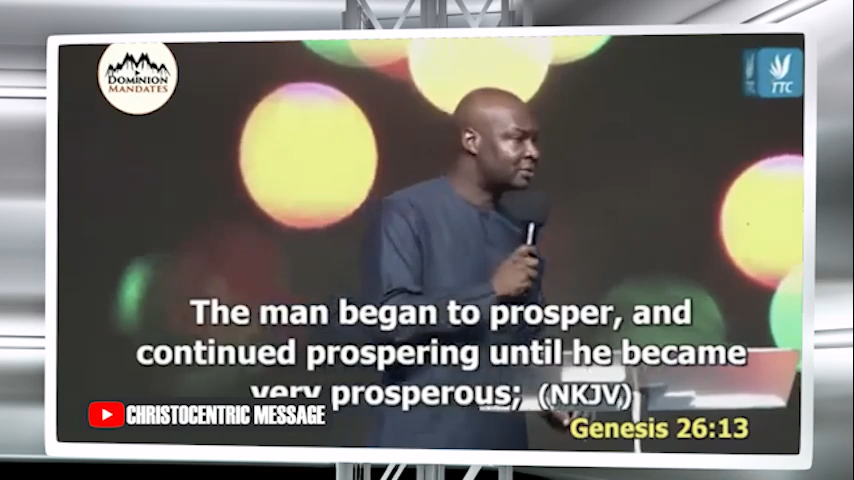 DOMINION
MANDATES
TTC
The man began to prosper, and
continued prospering until he became
very prosperous; (NKJV)
CHRISTOCENTRIC MESSAGE
Genesis 26:13